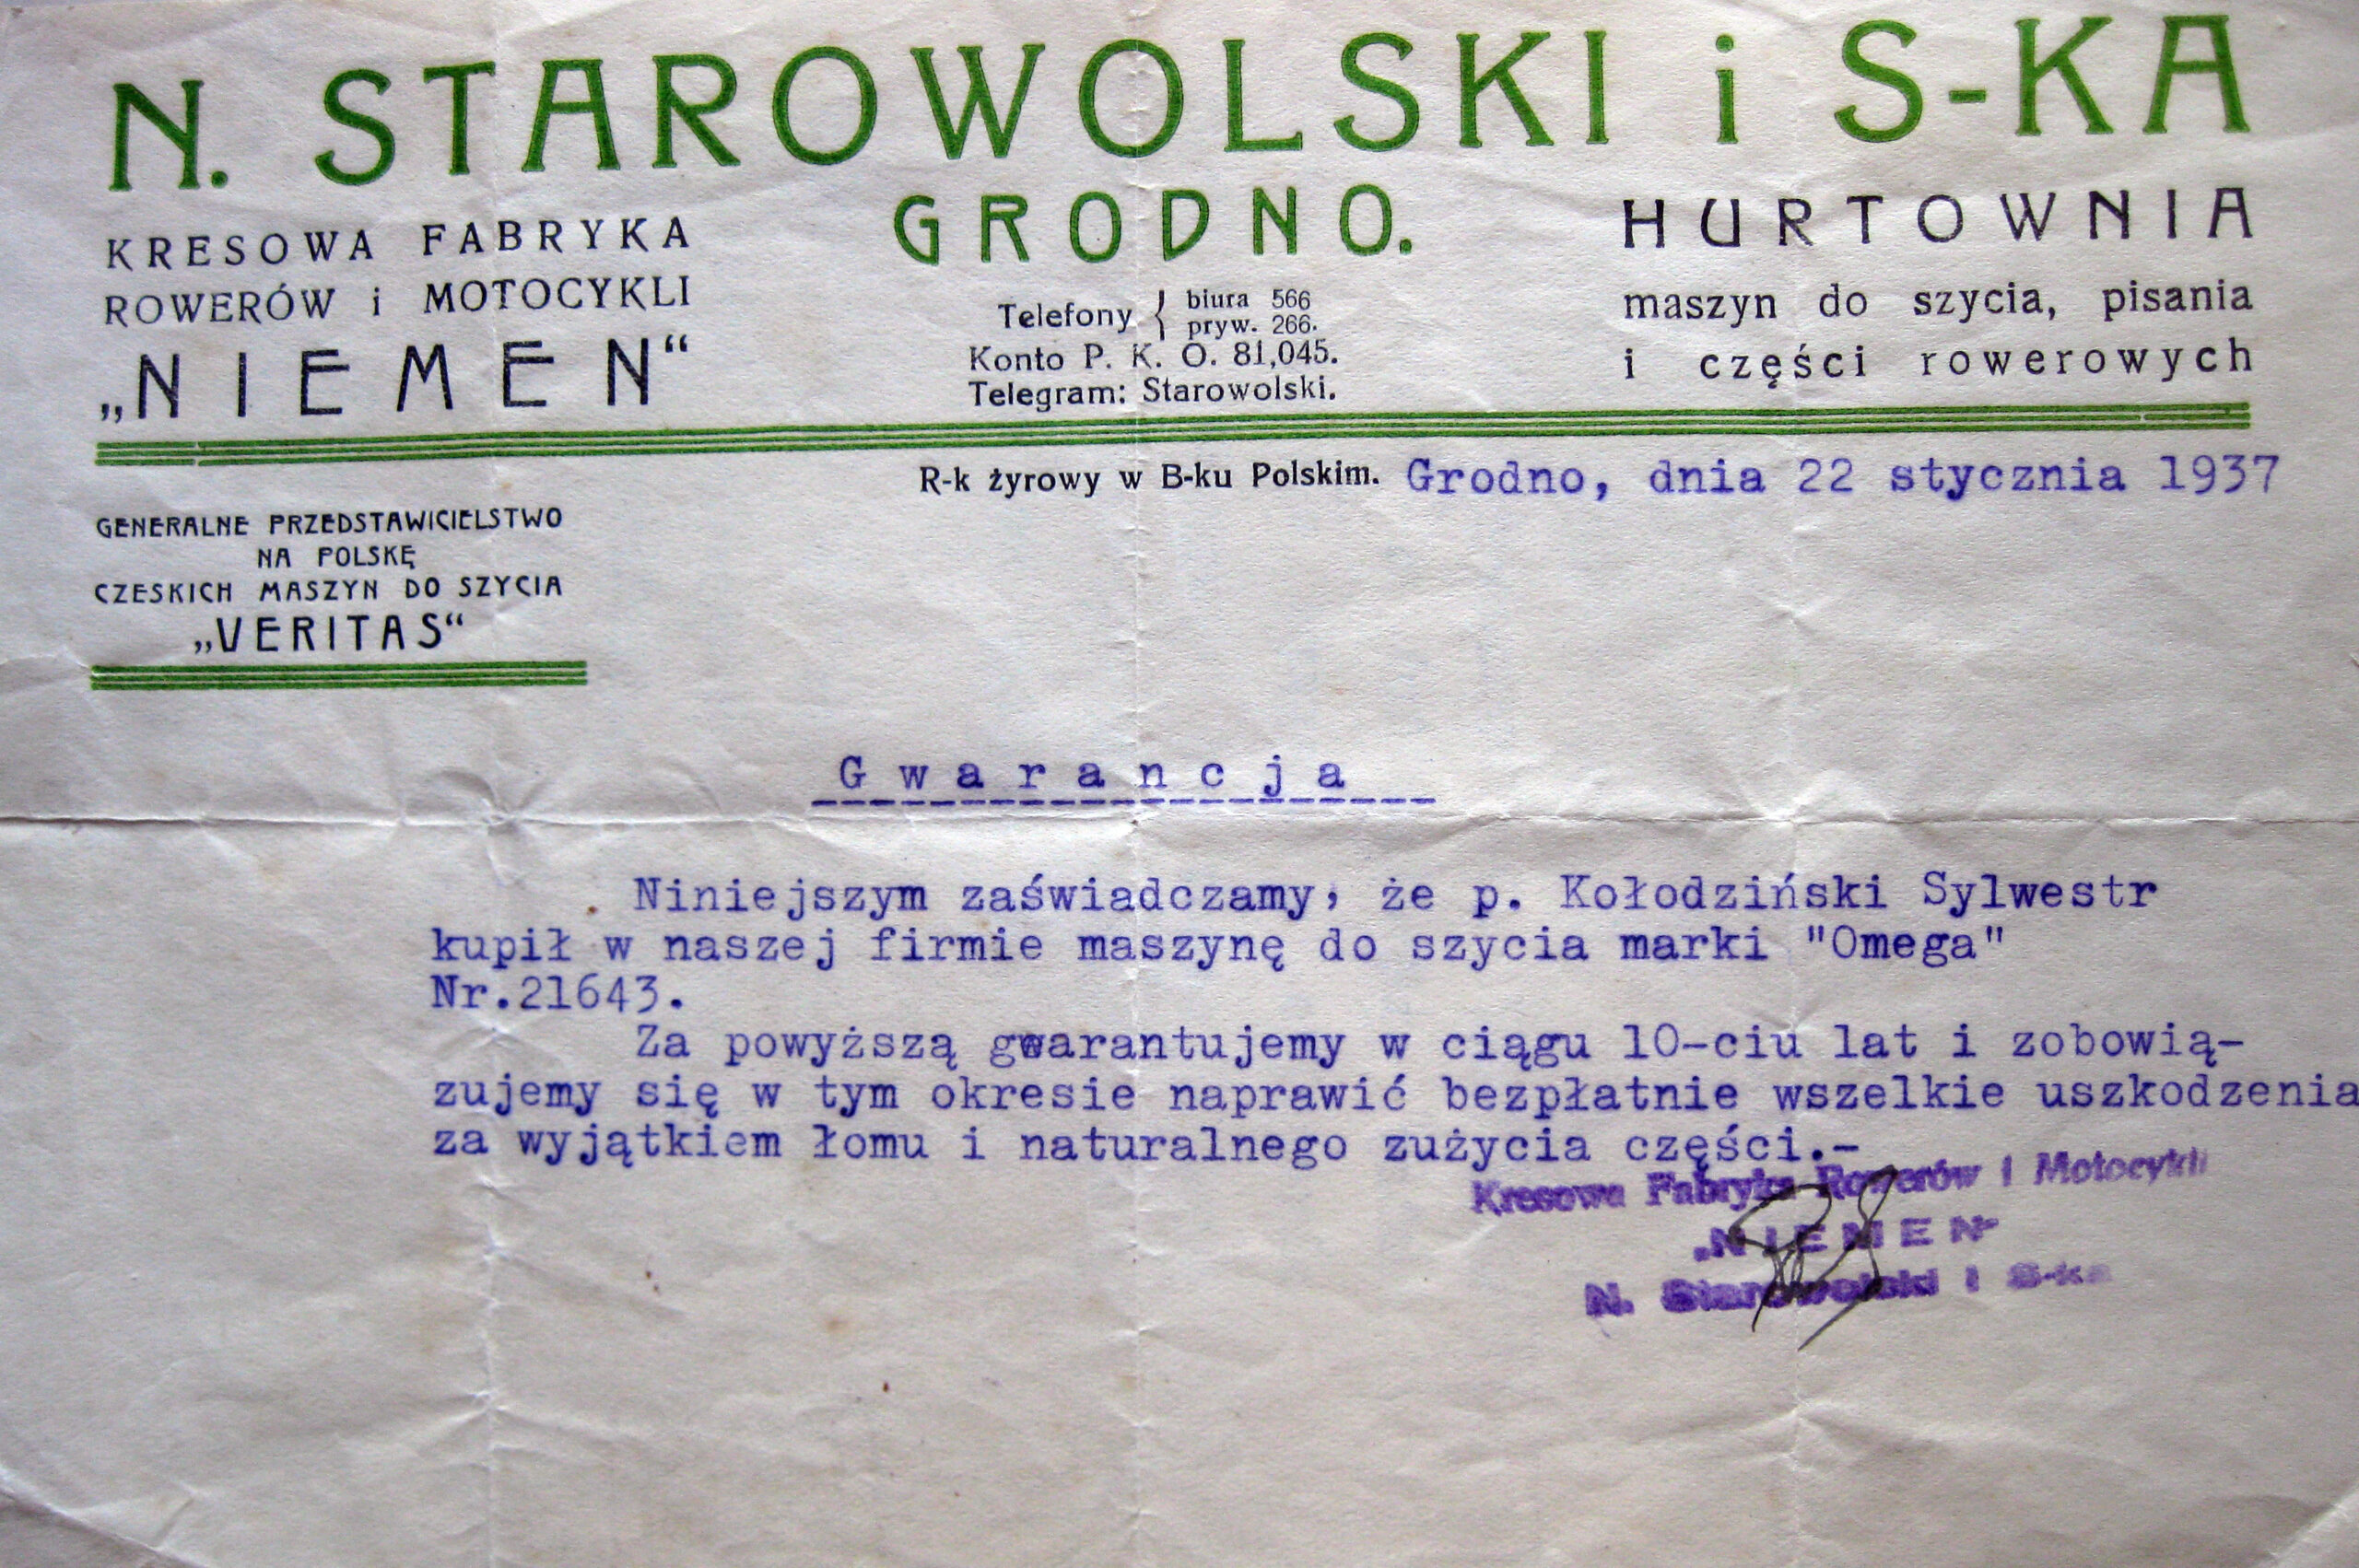 N. STAROWOLSKI i S-KA
GRODNO.
KRESOWA FABRYKA
ROWERÓW i MOTOCYKLI
„NIEMEN“
Telefony { biura 566
pryw. 266.
Konto P. K. O. 81,045.
Telegram: Starowolski.
HURTOWNIA
maszyn do szycia, pisania
i części rowerowych
R-k żyrowy w B-ku Polskim. Grodno, dnia 22 stycznia 1937
GENERALNE PRZEDSTAWICIELSTWO
NA POLSKĘ
CZESKICH MASZYN DO SZYCIA
„VERITAS“
Gwarancja
Niniejszym zaświadczamy, że p. Kołodziński Sylwestr
kupił w naszej firmie maszynę do szycia marki "Omega"
Nr.21643.
Za powyższą gwarantujemy w ciągu 10-ciu lat i zobowią-
zujemy się w tym okresie naprawić bezpłatnie wszelkie uszkodzenia
za wyjątkiem łomu i naturalnego zużycia części.-
Kresowa Fabryka Rowerów i Motocykli
„NIEMEN“
N. Starowolski i S-ka